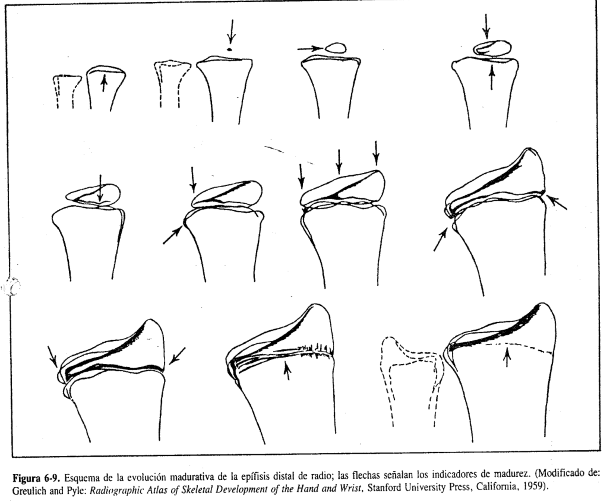 Figura 6-9. Esquema de la evolución madurativa de la epífisis distal de radio; las flechas señalan los indicadores de madurez. (Modificado de:
Greulich and Pyle: Radiographic Atlas of Skeletal Development of the Hand and Wrist, Stanford University Press, California, 1959).